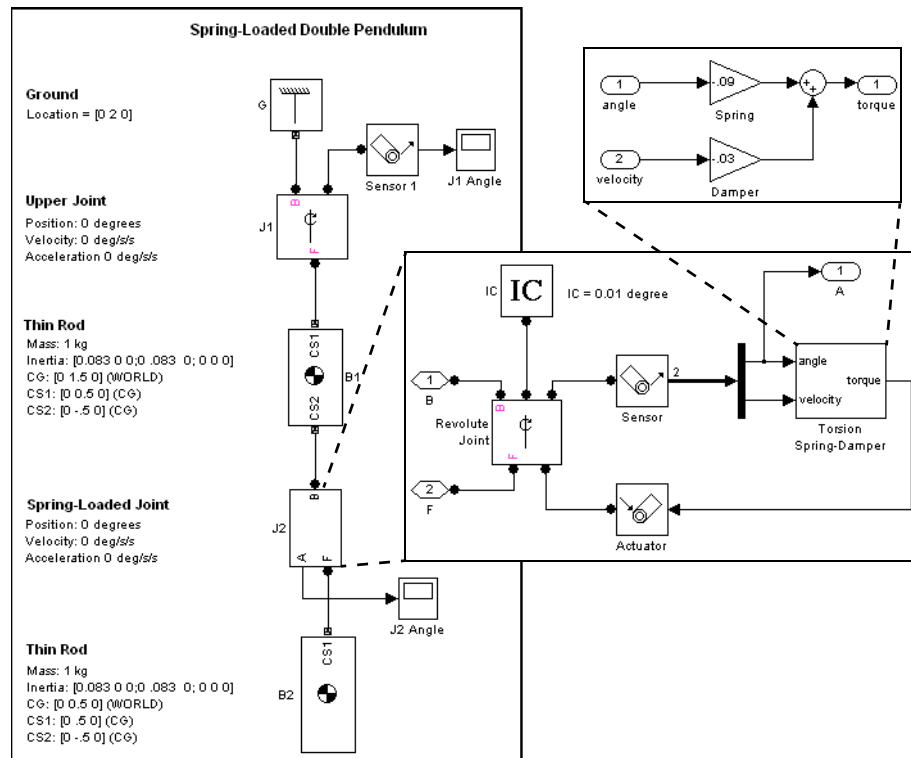 Spring-Loaded Double Pendulum
Ground
Location = [0 2 0]
G
Sensor 1
J1 Angle
Upper Joint
Position: 0 degrees
Velocity: 0 deg/s/s
Acceleration 0 deg/s/s
J1
B
F
Thin Rod
Mass: 1 kg
Inertia: [0.083 0 0;0 .083 0; 0 0 0]
CG: [0 1.5 0] (WORLD)
CS1: [0 0.5 0] (CG)
CS2: [0 -.5 0] (CG)
CS1
CS2
B1
Spring-Loaded Joint
Position: 0 degrees
Velocity: 0 deg/s/s
Acceleration 0 deg/s/s
J2
B
A
F
J2 Angle
Thin Rod
Mass: 1 kg
Inertia: [0.083 0 0;0 .083 0; 0 0 0]
CG: [0 0.5 0] (WORLD)
CS1: [0 .5 0] (CG)
CS2: [0 -.5 0] (CG)
CS1
B2
1
angle
-.09
Spring
+
+
1
torque
2
velocity
-.03
Damper
IC
IC
IC = 0.01 degree
1
A
1
B
B
Revolute
Joint
F
2
F
Sensor
2
angle
velocity
torque
Torsion
Spring-Damper
Actuator